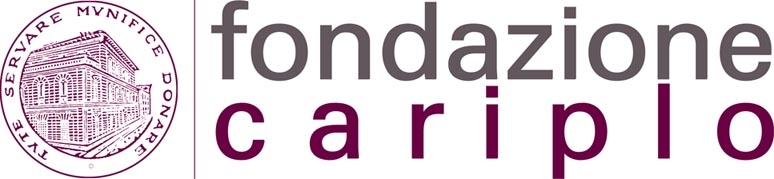 TVTE SERVARE MVNIFICE DONARE
fondazione
cariplo